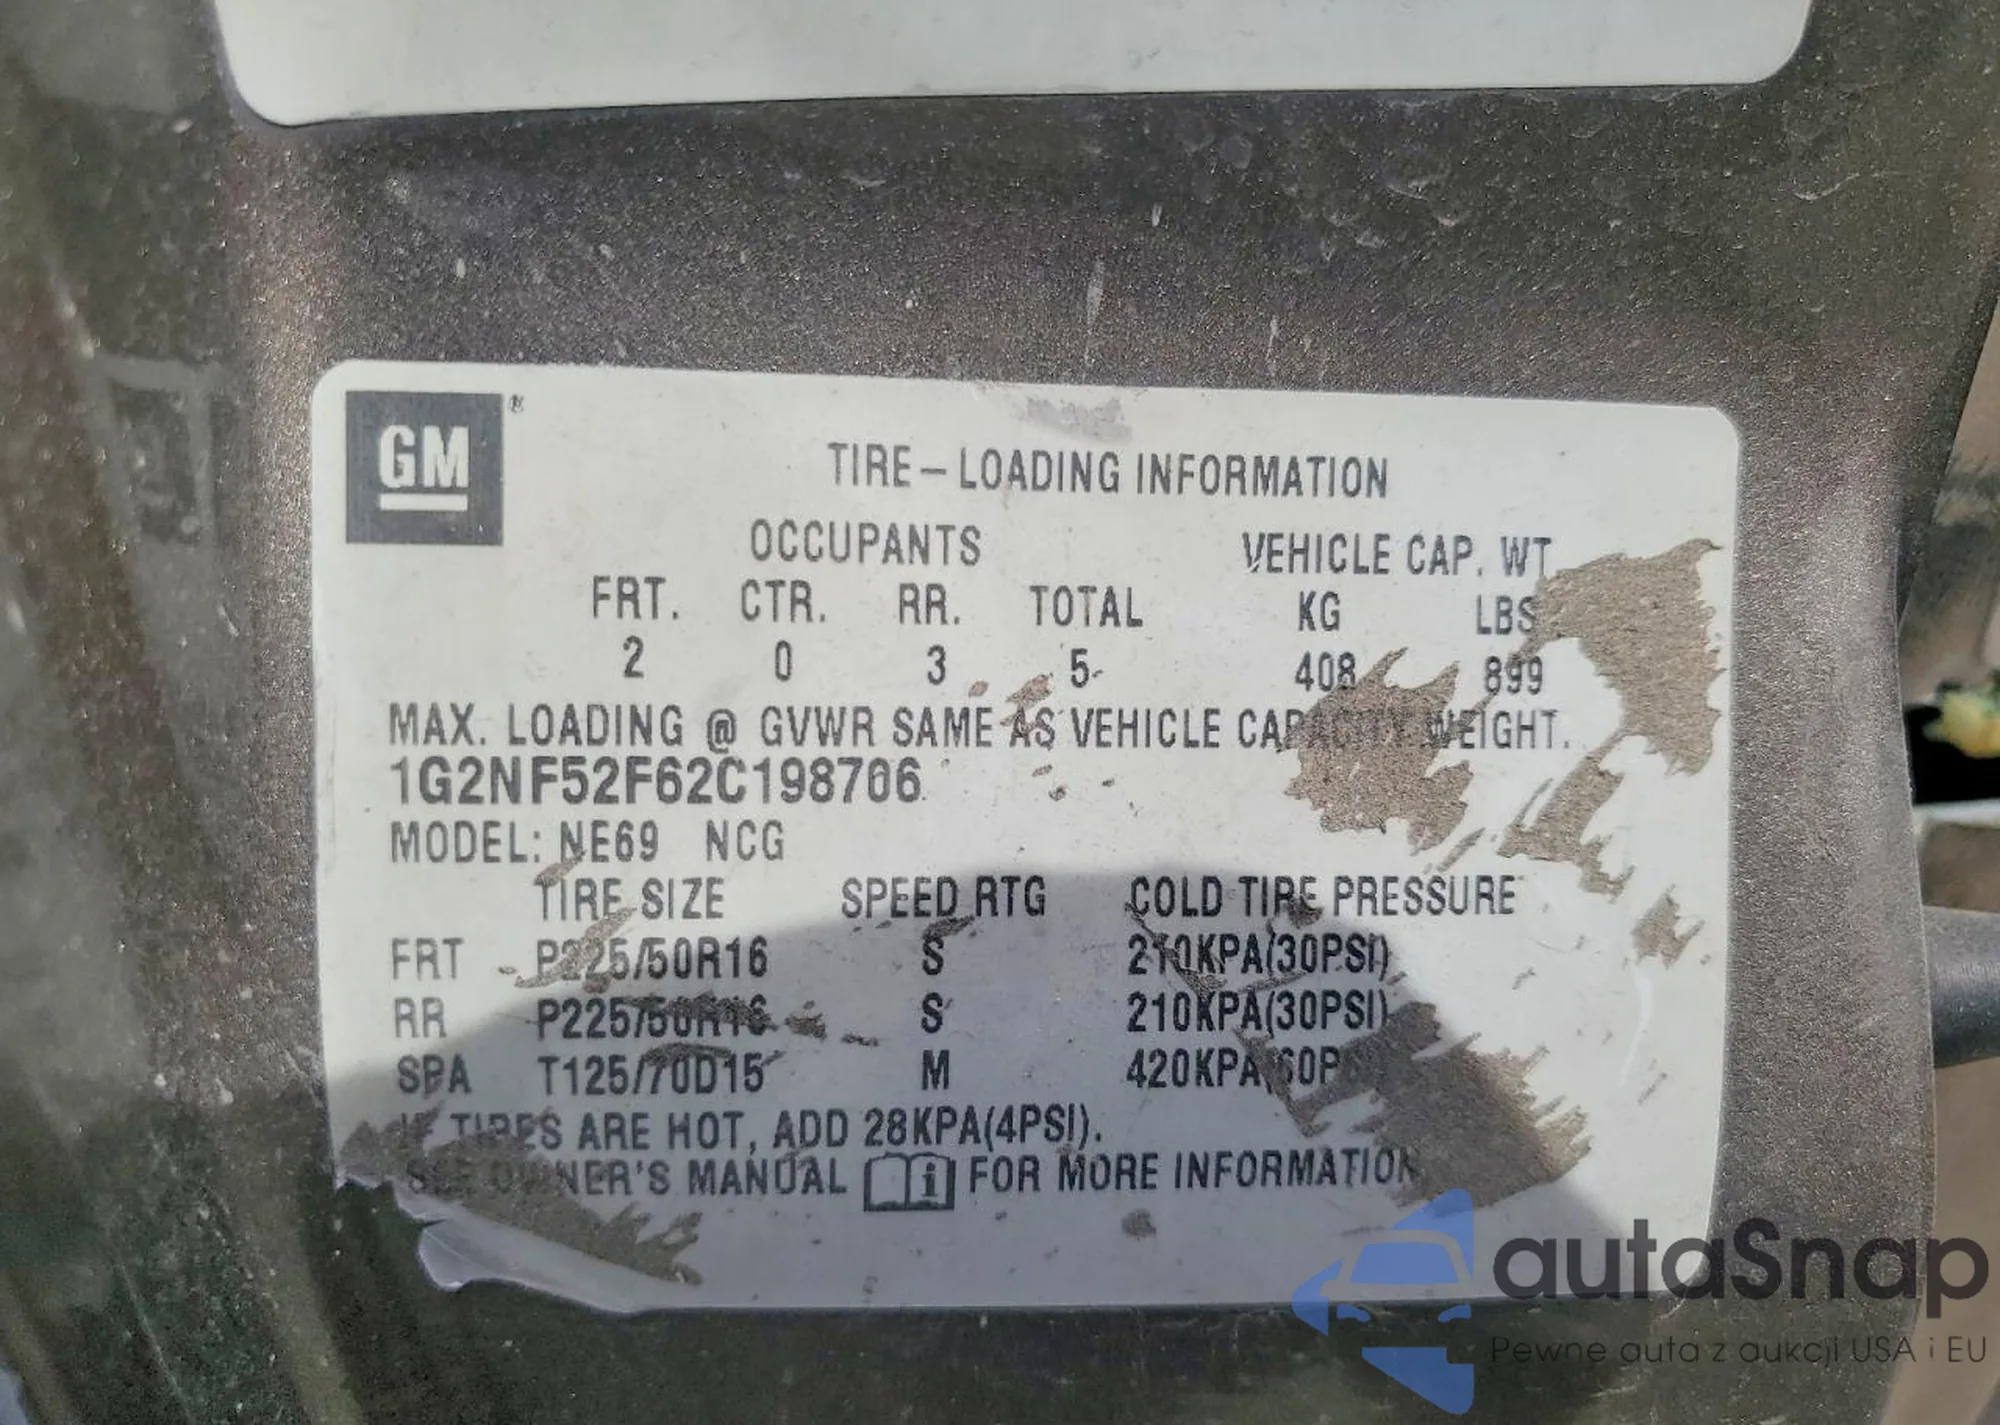 GM®
TIRE – LOADING INFORMATION
OCCUPANTS VEHICLE CAP. WT.
FRT. CTR. RR. TOTAL KG LBS
2 0 3 5 408 899
MAX. LOADING @ GVWR SAME AS VEHICLE CAPACITY WEIGHT.
1G2NF52F62C198706
MODEL: NE69 NCG
TIRE SIZE SPEED RTG COLD TIRE PRESSURE
FRT P225/50R16 S 210KPA(30PSI)
RR P225/50R16 S 210KPA(30PSI)
SPA T125/70D15 M 420KPA(60P
IF TIRES ARE HOT, ADD 28KPA(4PSI).
SEE OWNER'S MANUAL i FOR MORE INFORMATION
autaSnap
Pewne auta z aukcji USA i EU